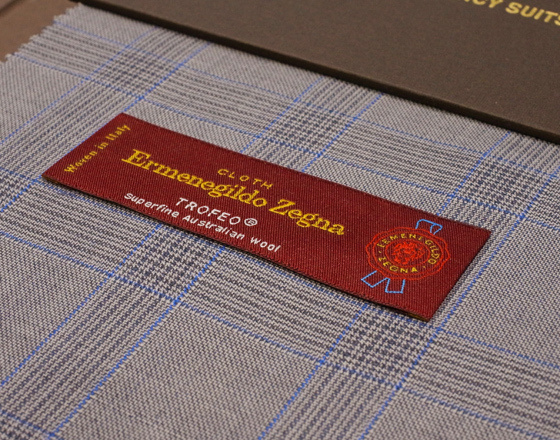 CY SUITS
Woven in Italy
CLOTH
Ermenegildo Zegna
TROFEO®
Superfine Australian wool
ERMENEGILDO
ZEGNA